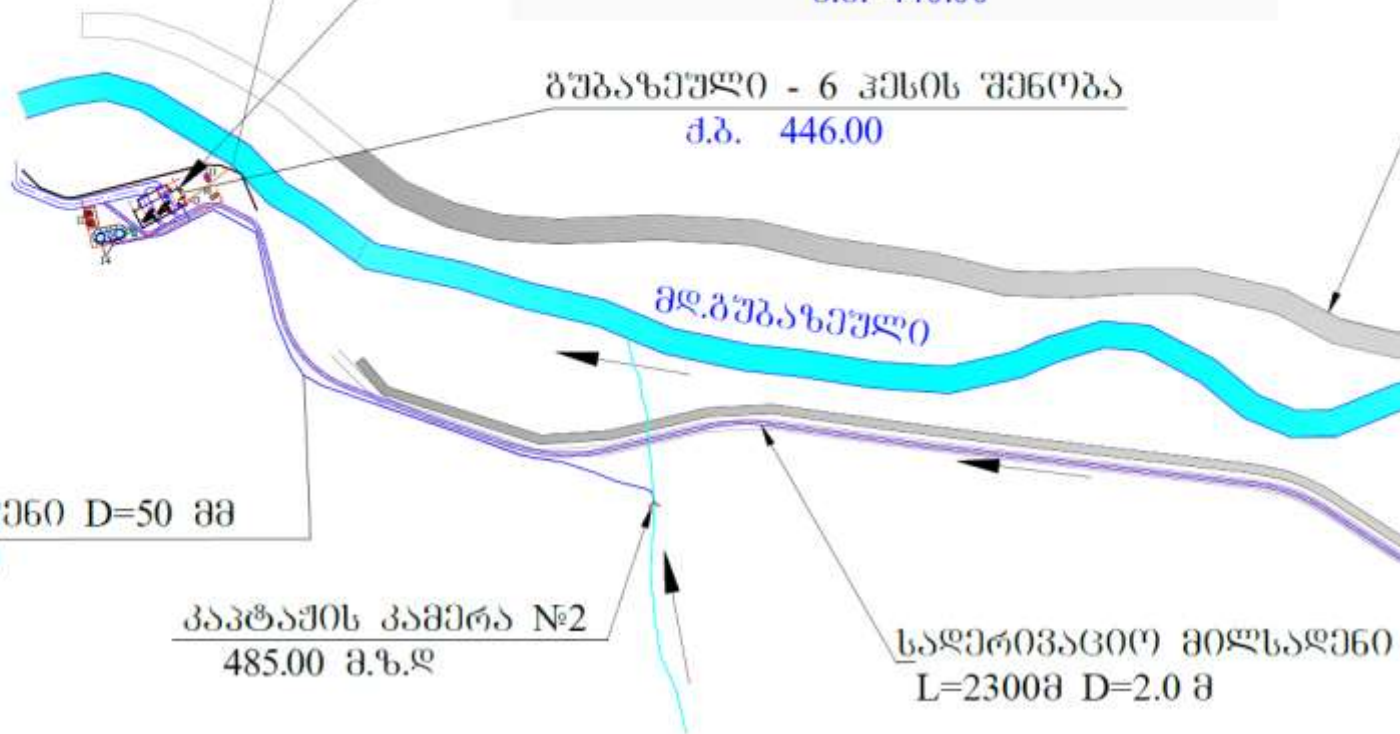 გუბაზეული - 6 ჰესის შენობა
ქ.ბ. 446.00
მდ.გუბაზეული
D=50 მმ
კაპტაჟის კამერა №2
485.00 მ.ზ.დ
სადერივაციო მილსადენი
L=2300მ D=2.0 მ
14